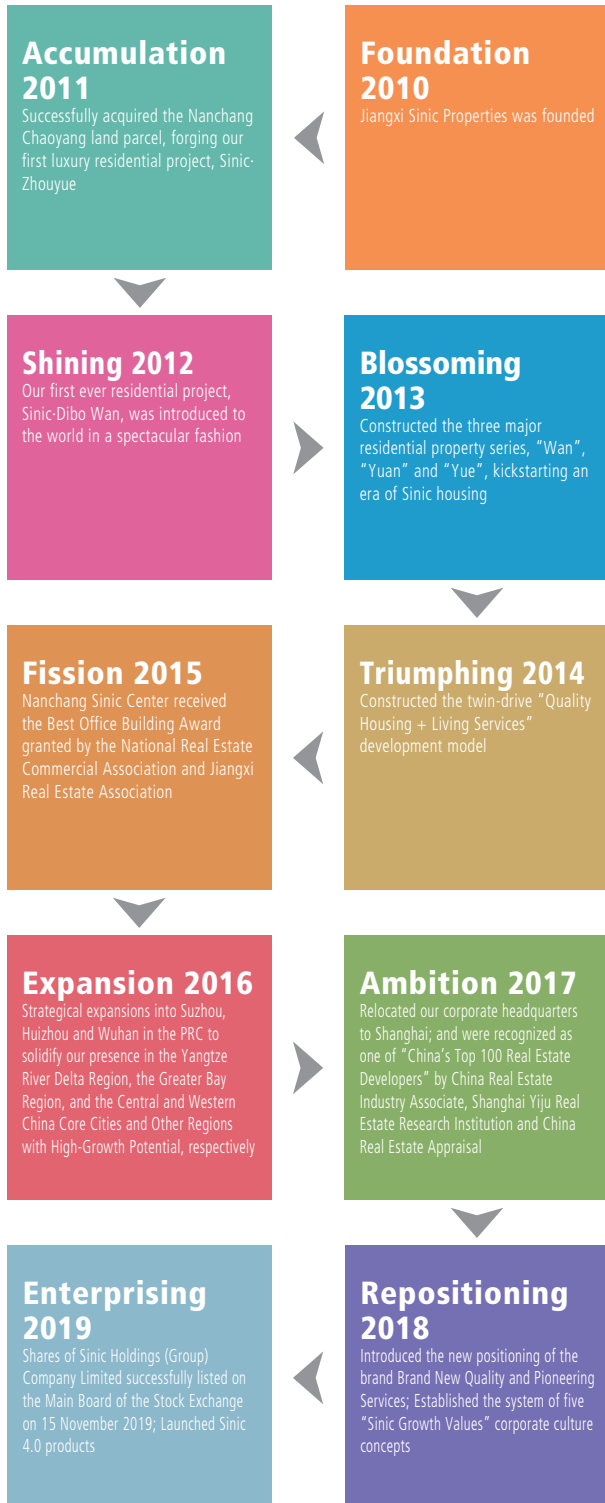 Foundation
2010
Jiangxi Sinic Properties was founded
Accumulation
2011
Successfully acquired the Nanchang
Chaoyang land parcel, forging our
first luxury residential project, Sinic·
Zhouyue
Shining 2012
Our first ever residential project,
Sinic·Dibo Wan, was introduced to
the world in a spectacular fashion
Blossoming
2013
Constructed the three major
residential property series, “Wan”,
“Yuan” and “Yue”, kickstarting an
era of Sinic housing
Triumphing 2014
Constructed the twin-drive “Quality
Housing + Living Services”
development model
Fission 2015
Nanchang Sinic Center received
the Best Office Building Award
granted by the National Real Estate
Commercial Association and Jiangxi
Real Estate Association
Expansion 2016
Strategical expansions into Suzhou,
Huizhou and Wuhan in the PRC to
solidify our presence in the Yangtze
River Delta Region, the Greater Bay
Region, and the Central and Western
China Core Cities and Other Regions
with High-Growth Potential, respectively
Ambition 2017
Relocated our corporate headquarters
to Shanghai; and were recognized as
one of “China’s Top 100 Real Estate
Developers” by China Real Estate
Industry Associate, Shanghai Yiju Real
Estate Research Institution and China
Real Estate Appraisal
Repositioning
2018
Introduced the new positioning of the
brand Brand New Quality and Pioneering
Services; Established the system of five
“Sinic Growth Values” corporate culture
concepts
Enterprising
2019
Shares of Sinic Holdings (Group)
Company Limited successfully listed on
the Main Board of the Stock Exchange
on 15 November 2019; Launched Sinic
4.0 products